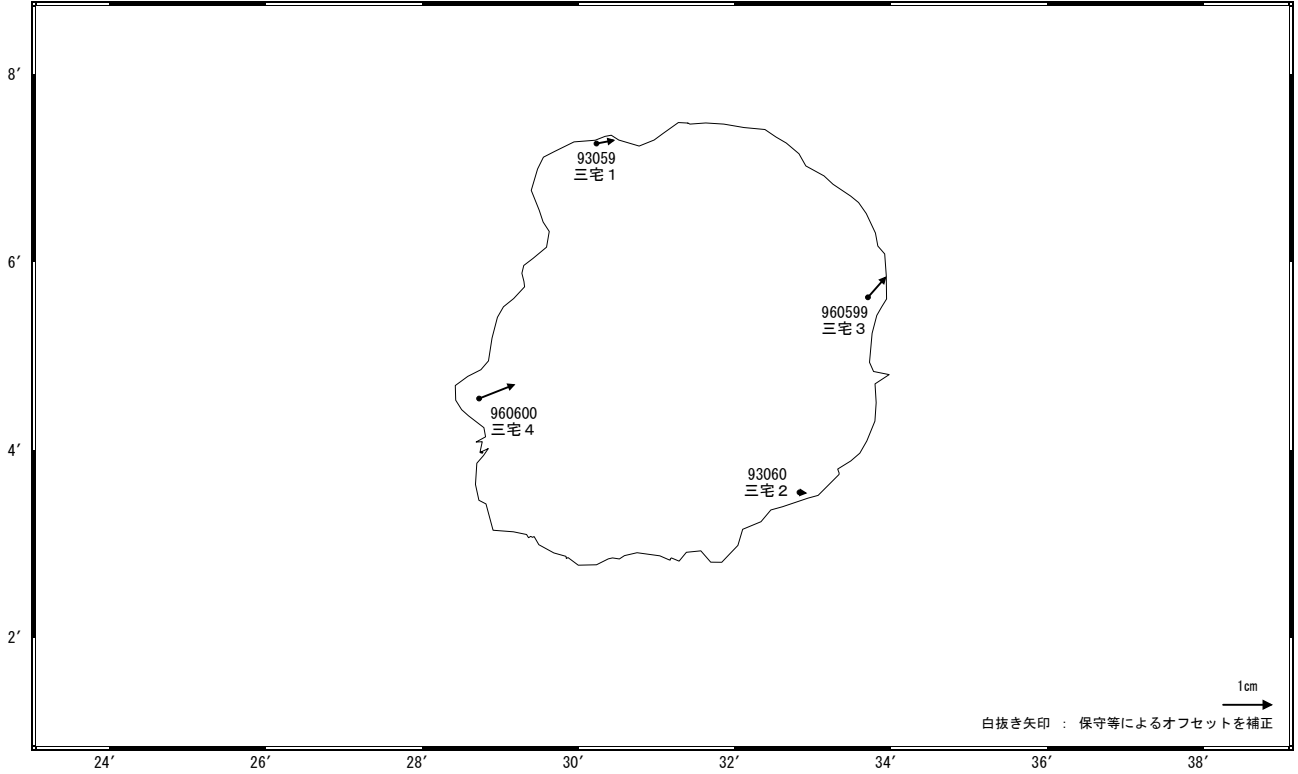 8′
93059
三宅１
6′
960599
三宅３
960600
三宅４
4′
93060
三宅２
2′
1cm
白抜き矢印 ： 保守等によるオフセットを補正
24′ 26′ 28′ 30′ 32′ 34′ 36′ 38′